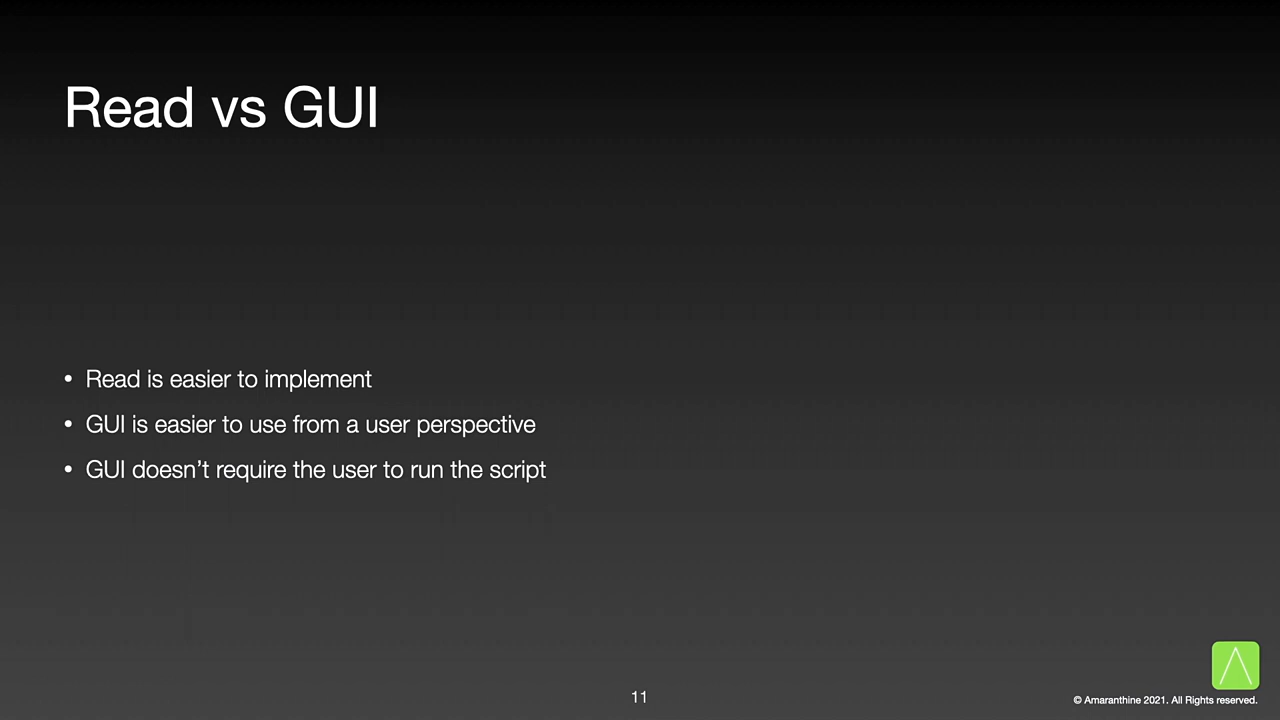 Read vs GUI
• Read is easier to implement
• GUI is easier to use from a user perspective
• GUI doesn’t require the user to run the script
11
© Amaranthine 2021. All Rights reserved.